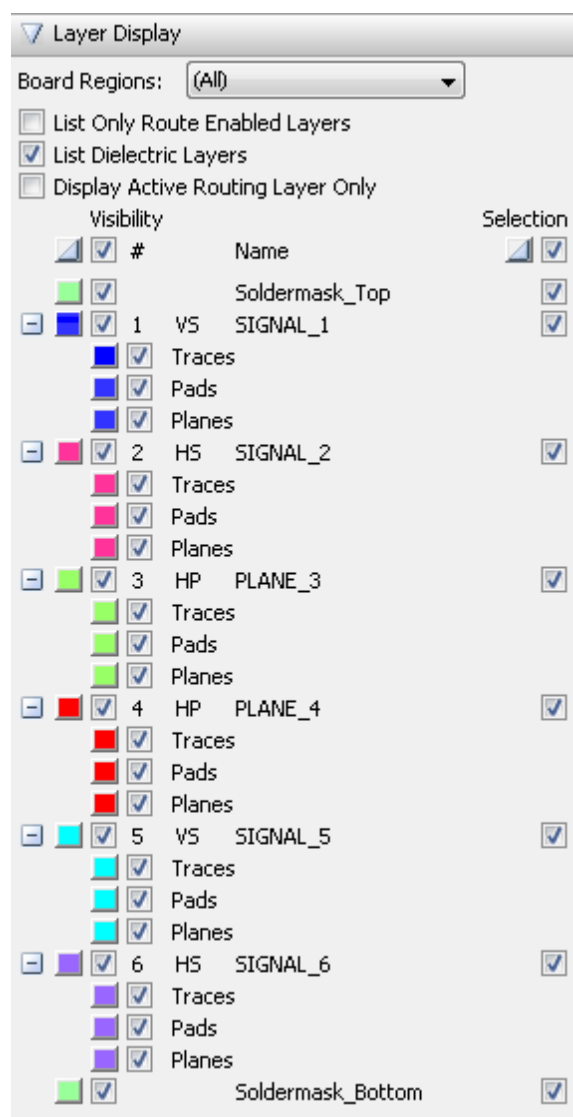 Layer Display
Board Regions: (All)
List Only Route Enabled Layers
List Dielectric Layers
Display Active Routing Layer Only
Visibility Selection
# Name
Soldermask_Top
1 VS SIGNAL_1
Traces
Pads
Planes
2 HS SIGNAL_2
Traces
Pads
Planes
3 HP PLANE_3
Traces
Pads
Planes
4 HP PLANE_4
Traces
Pads
Planes
5 VS SIGNAL_5
Traces
Pads
Planes
6 HS SIGNAL_6
Traces
Pads
Planes
Soldermask_Bottom